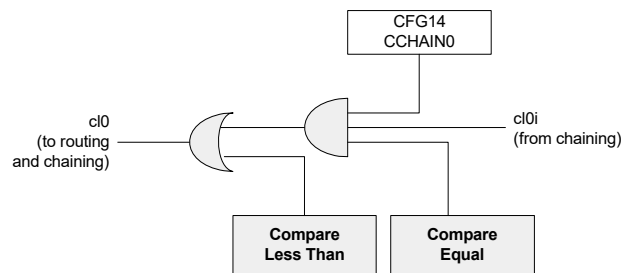 CFG14
CCHAIN0
cl0
(to routing
and chaining)
cl0i
(from chaining)
Compare
Less Than
Compare
Equal